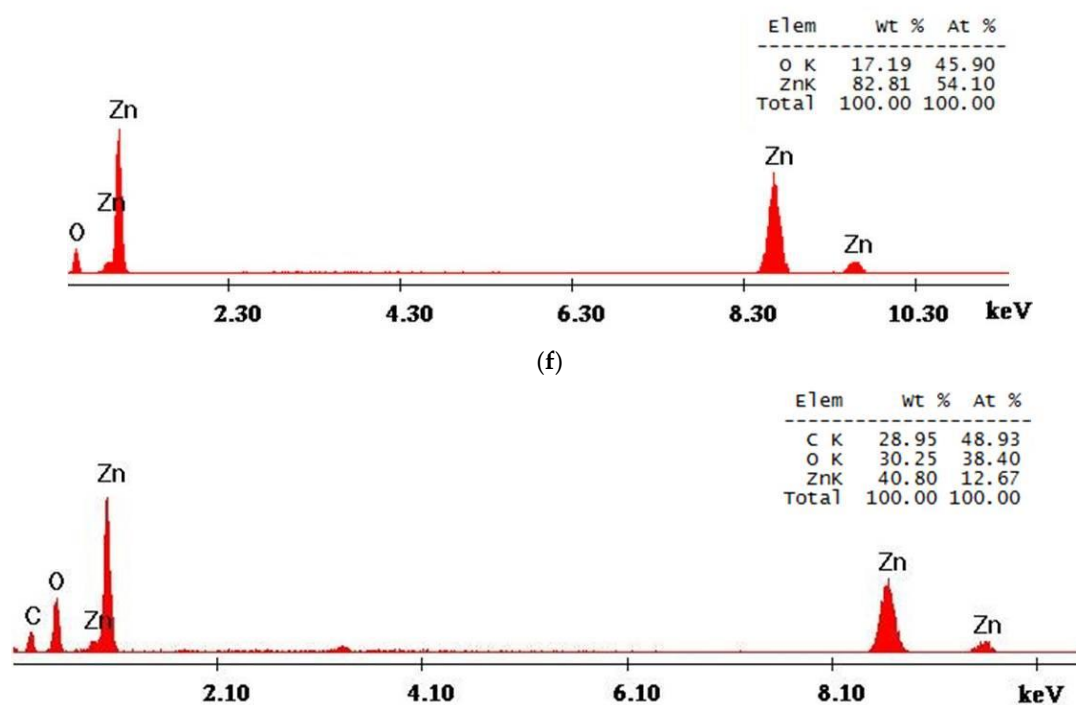 Elem Wt % At %
---------------------
O K 17.19 45.90
ZnK 82.81 54.10
Total 100.00 100.00
Zn
Zn
O
Zn
Zn
2.30 4.30 6.30 8.30 10.30 keV
(f)
Elem Wt % At %
---------------------
C K 28.95 48.93
O K 30.25 38.40
ZnK 40.80 12.67
Total 100.00 100.00
Zn
O
C
Zn
Zn
Zn
2.10 4.10 6.10 8.10 keV